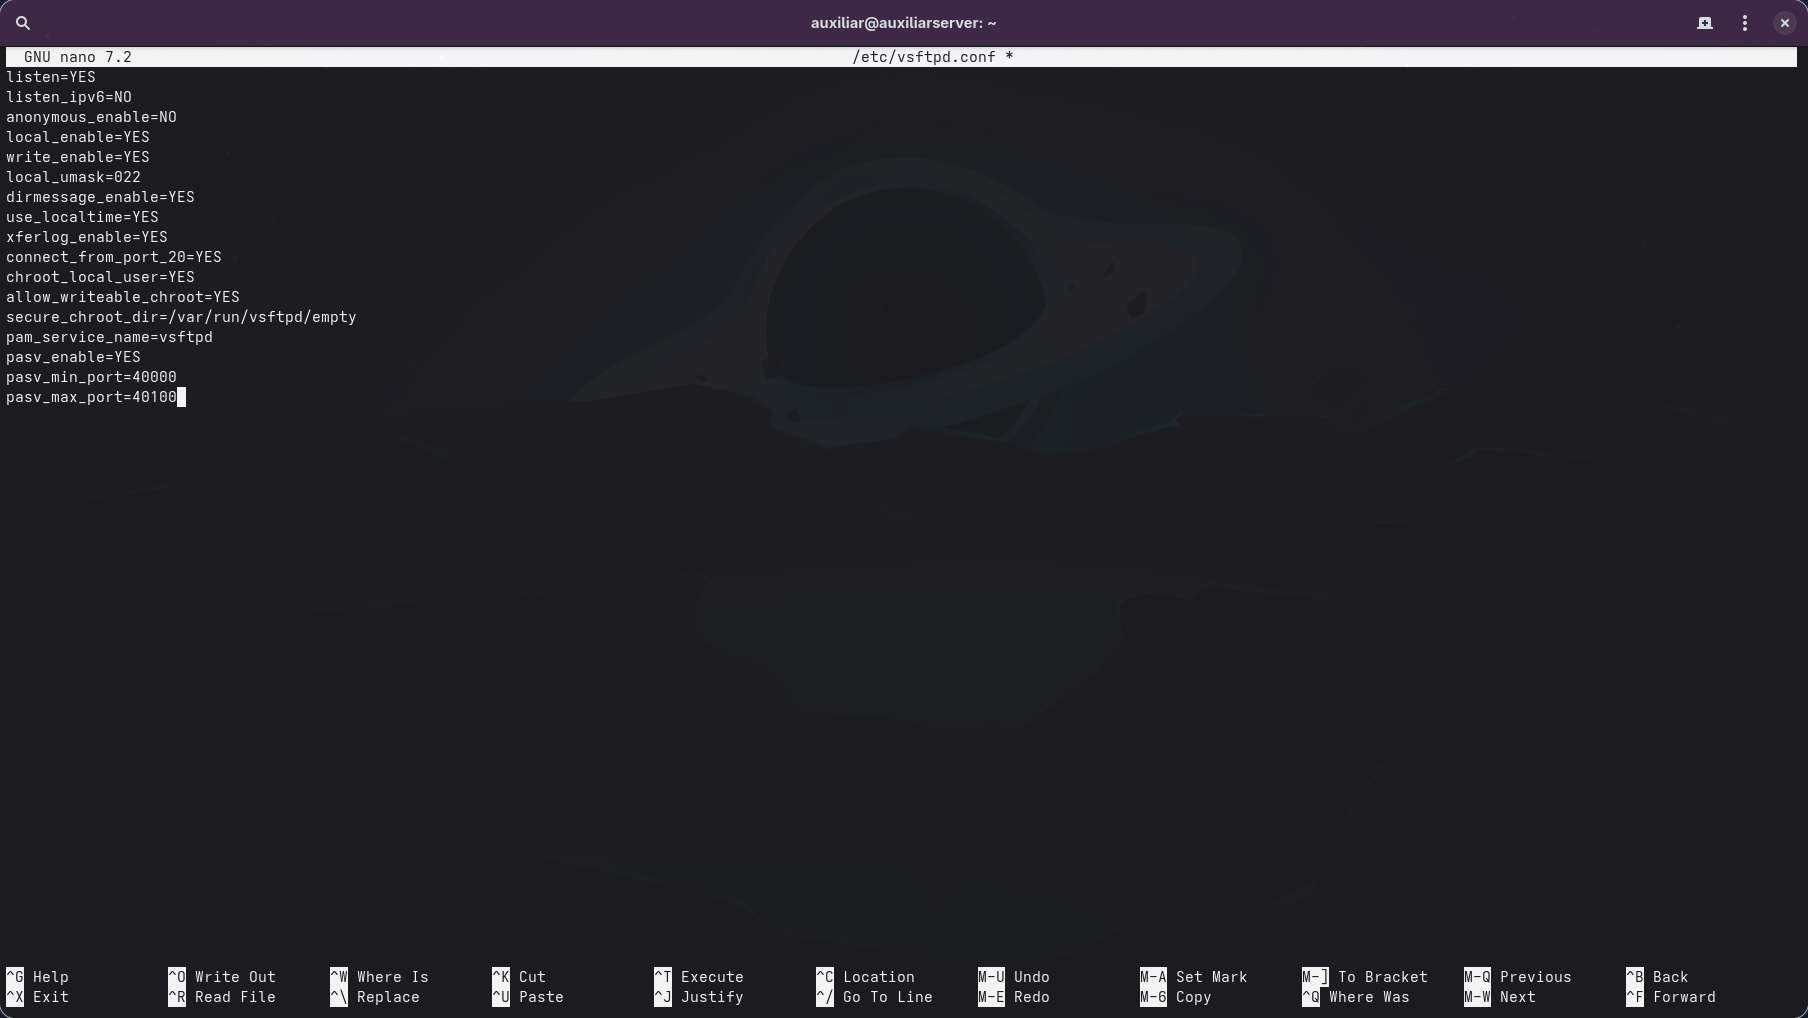 auxiliar@auxiliarserver: ~
GNU nano 7.2 /etc/vsftpd.conf *
listen=YES
listen_ipv6=NO
anonymous_enable=NO
local_enable=YES
write_enable=YES
local_umask=022
dirmessage_enable=YES
use_localtime=YES
xferlog_enable=YES
connect_from_port_20=YES
chroot_local_user=YES
allow_writeable_chroot=YES
secure_chroot_dir=/var/run/vsftpd/empty
pam_service_name=vsftpd
pasv_enable=YES
pasv_min_port=40000
pasv_max_port=40100
^G Help ^O Write Out ^W Where Is ^K Cut ^T Execute ^C Location M-U Undo M-A Set Mark M-] To Bracket M-Q Previous ^B Back
^X Exit ^R Read File ^\ Replace ^U Paste ^J Justify ^/ Go To Line M-E Redo M-6 Copy ^Q Where Was M-W Next ^F Forward